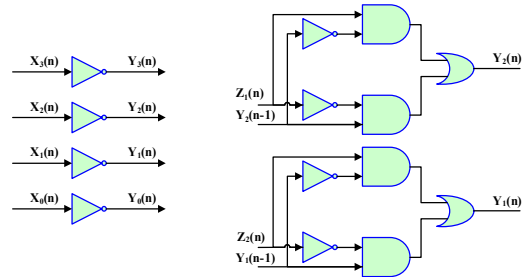 X3(n) Y3(n)
X2(n) Y2(n)
X1(n) Y1(n)
X0(n) Y0(n)
Z1(n)
Y2(n-1)
Y2(n)
Z2(n)
Y1(n-1)
Y1(n)